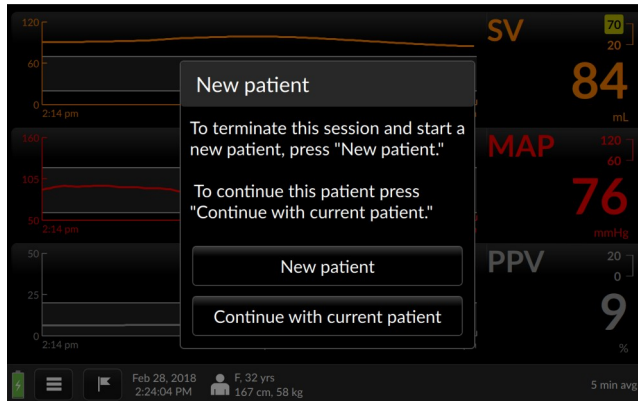 120
60
0
2:14 pm
SV
70
20
84
mL
New patient
To terminate this session and start a
new patient, press "New patient."
To continue this patient press
"Continue with current patient."
New patient
Continue with current patient
160
105
50
2:14 pm
MAP
120
60
76
mmHg
50
25
0
2:14 pm
PPV
20
0
9
%
Feb 28, 2018
2:24:04 PM
F, 32 yrs
167 cm, 58 kg
5 min avg